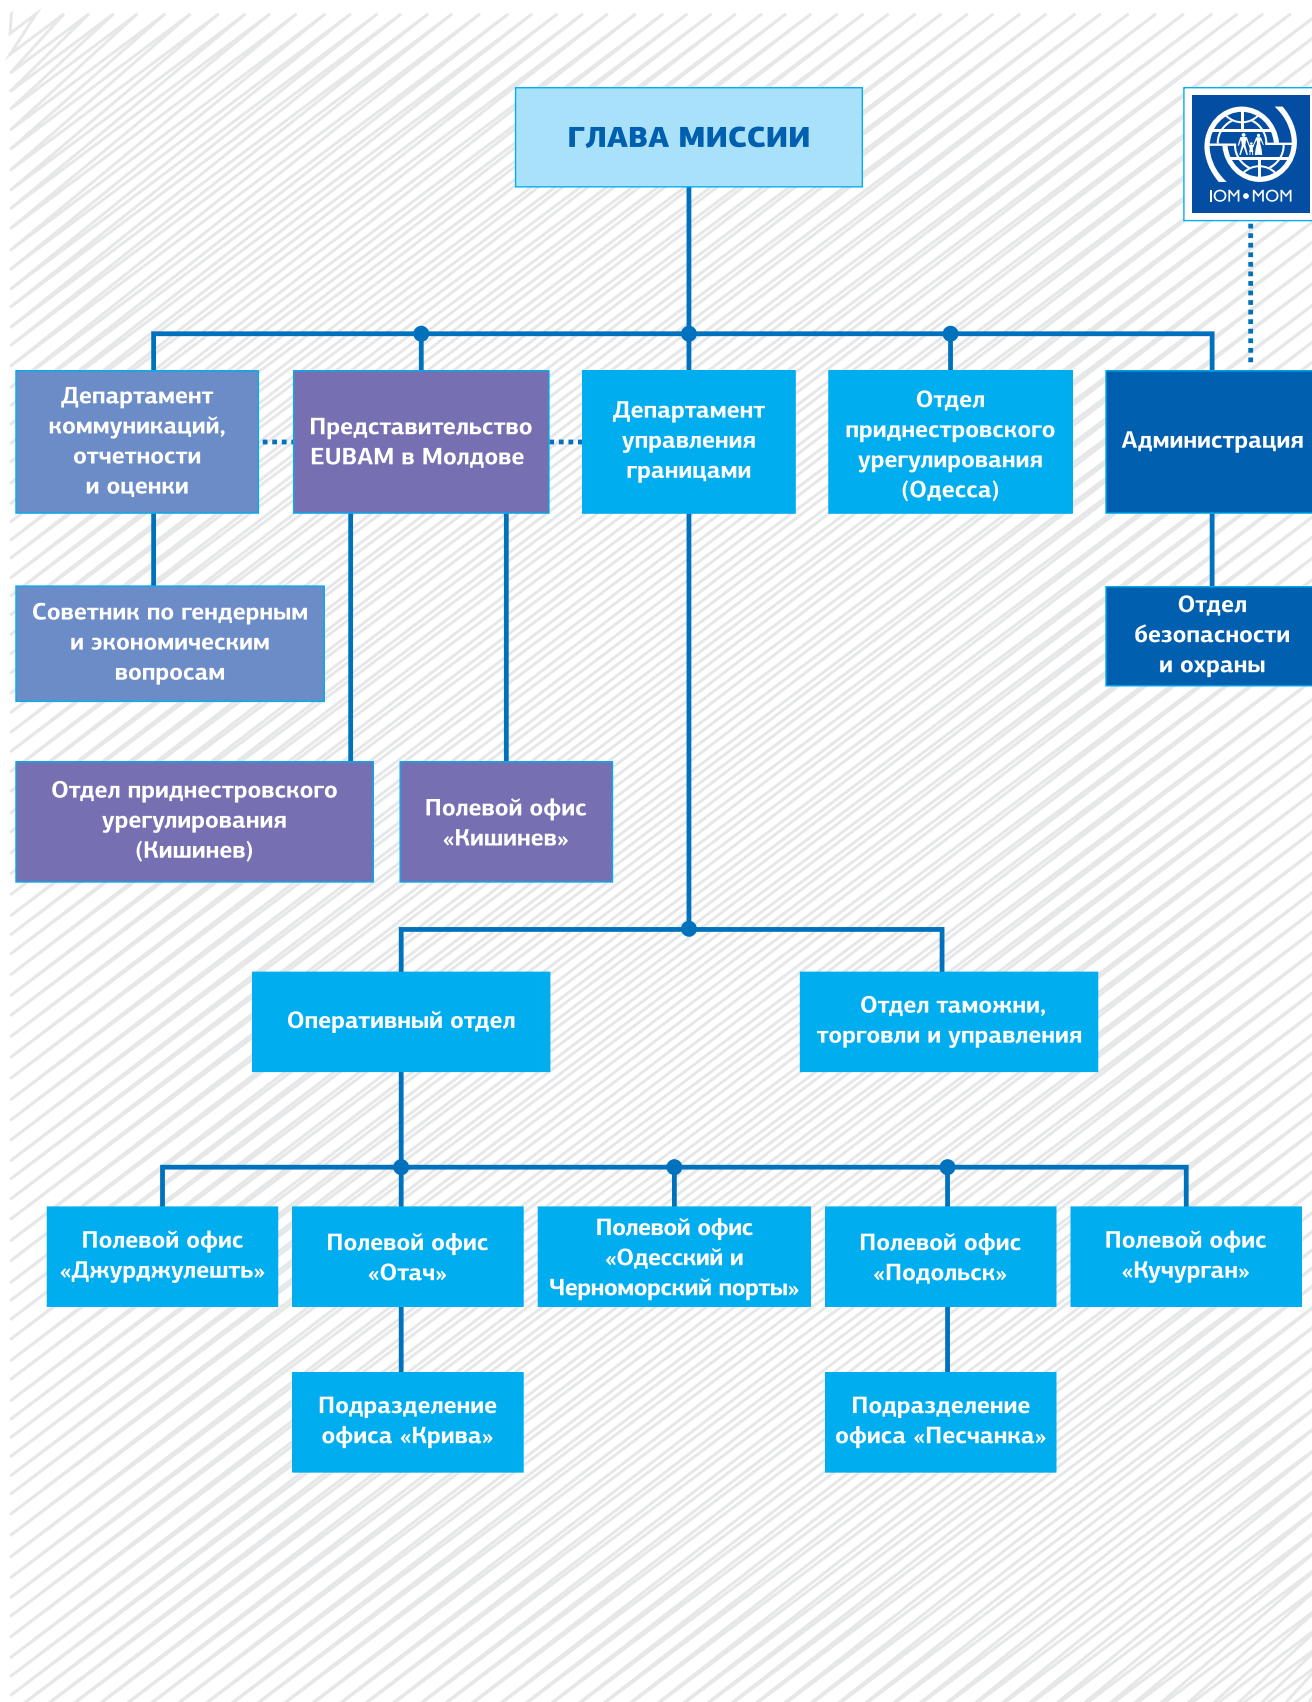 ГЛАВА МИССИИ
IOM•MOM
Департамент
коммуникаций,
отчетности
и оценки
Представительство
EUBAM в Молдове
Департамент
управления
границами
Отдел
приднестровского
урегулирования
(Одесса)
Администрация
Советник по гендерным
и экономическим
вопросам
Отдел
безопасности
и охраны
Отдел приднестровского
урегулирования
(Кишинев)
Полевой офис
«Кишинев»
Оперативный отдел
Отдел таможни,
торговли и управления
Полевой офис
«Джурджулешть»
Полевой офис
«Отач»
Полевой офис
«Одесский и
Черноморский порты»
Полевой офис
«Подольск»
Полевой офис
«Кучурган»
Подразделение
офиса «Крива»
Подразделение
офиса «Песчанка»